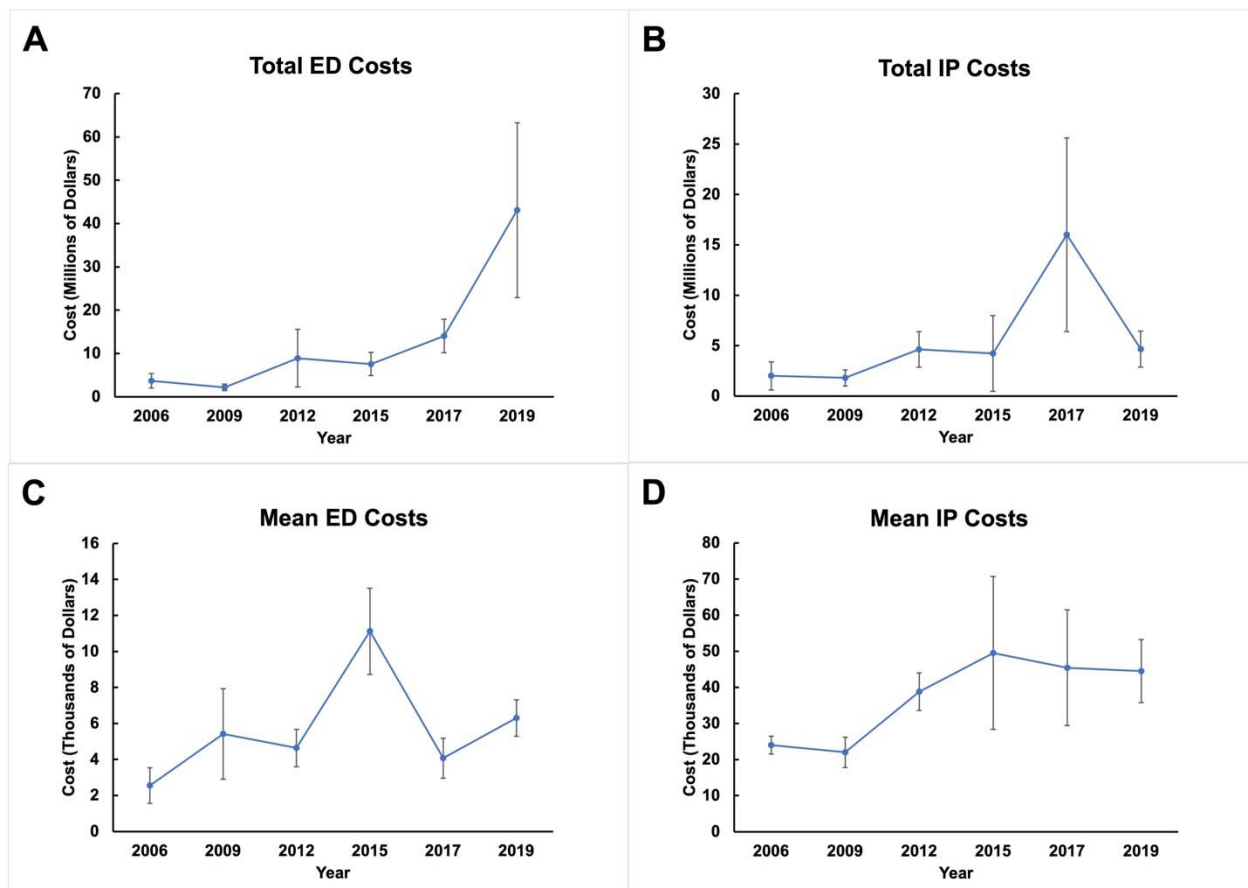 A
Total ED Costs
Cost (Millions of Dollars)
70
60
50
40
30
20
10
0
2006 2009 2012 2015 2017 2019
Year
B
Total IP Costs
Cost (Millions of Dollars)
30
25
20
15
10
5
0
2006 2009 2012 2015 2017 2019
Year
C
Mean ED Costs
Cost (Thousands of Dollars)
16
14
12
10
8
6
4
2
0
2006 2009 2012 2015 2017 2019
Year
D
Mean IP Costs
Cost (Thousands of Dollars)
80
70
60
50
40
30
20
10
0
2006 2009 2012 2015 2017 2019
Year